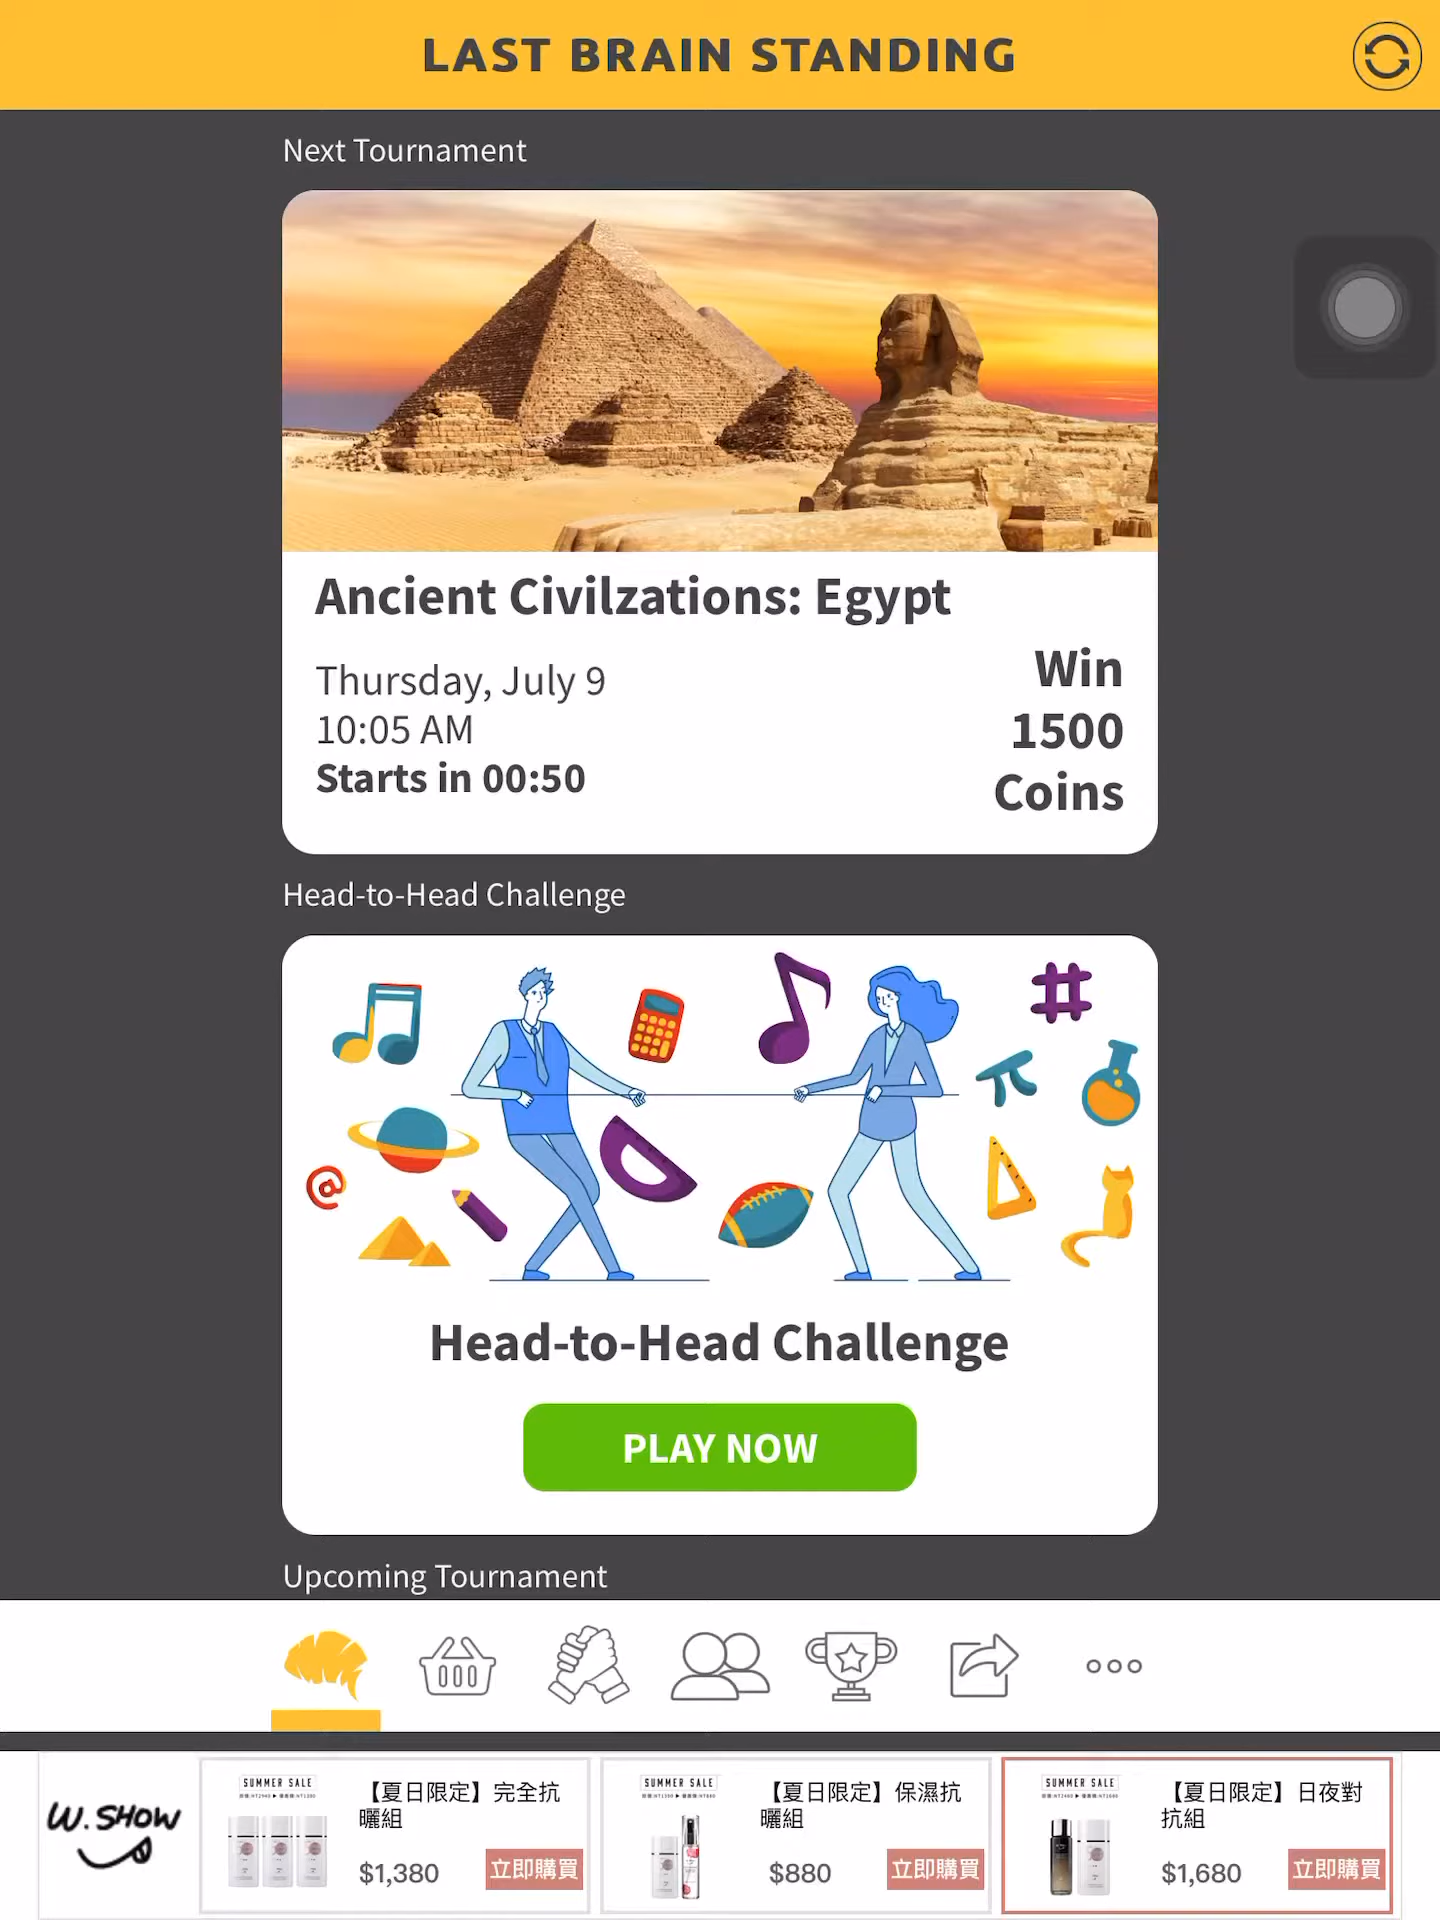 LAST BRAIN STANDING
Next Tournament
Ancient Civilzations: Egypt
Thursday, July 9
10:05 AM
Starts in 00:50
Win
1500
Coins
Head-to-Head Challenge
Head-to-Head Challenge
PLAY NOW
Upcoming Tournament
W.SHOW
SUMMER SALE
【夏日限定】完全抗
曬組
$1,380
立即購買
SUMMER SALE
【夏日限定】保濕抗
曬組
$880
立即購買
SUMMER SALE
【夏日限定】日夜對
抗組
$1,680
立即購買